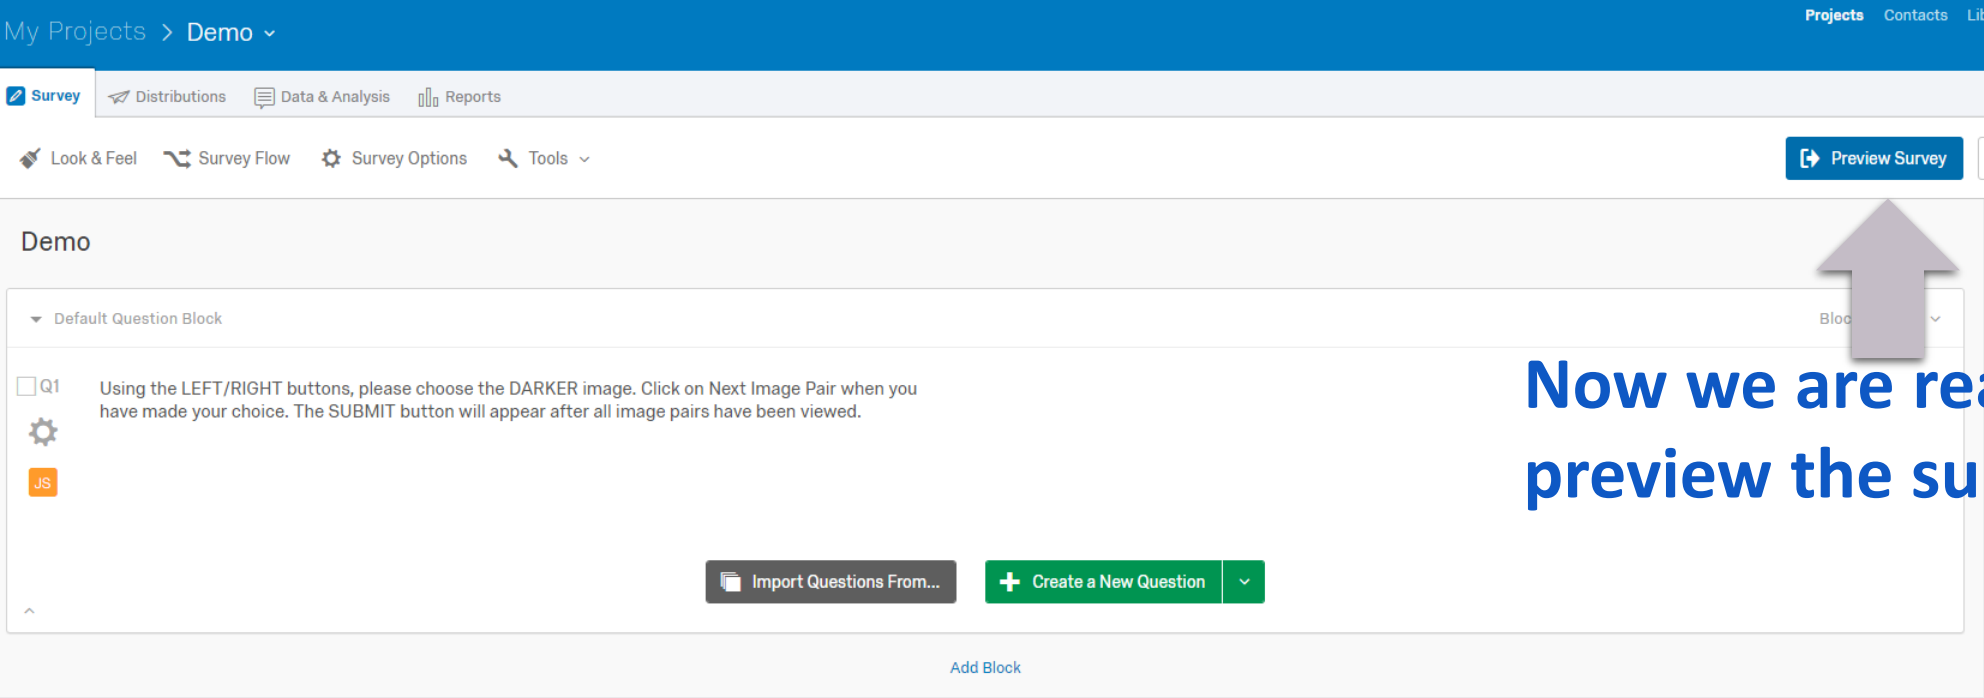 My Projects > Demo
Projects Contacts
Survey Distributions Data & Analysis Reports
Look & Feel Survey Flow Survey Options Tools
Preview Survey
Demo
Default Question Block
Q1
Using the LEFT/RIGHT buttons, please choose the DARKER image. Click on Next Image Pair when you
have made your choice. The SUBMIT button will appear after all image pairs have been viewed.
JS
Now we are
preview the
Import Questions From...
Create a New Question
Add Block